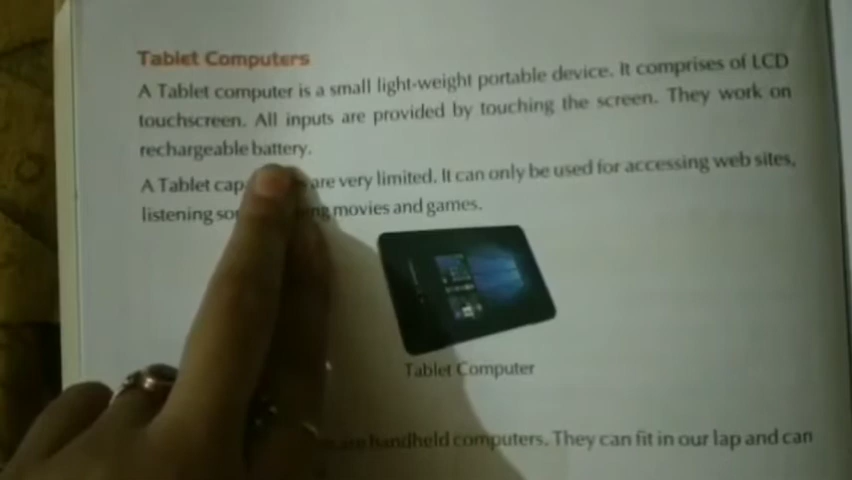 Tablet Computers
A Tablet computer is a small light-weight portable device. It comprises of LCD
touchscreen. All inputs are provided by touching the screen. They work on
rechargeable battery.
A Tablet are very limited. It can only be used for accessing web sites,
listening movies and games.
Tablet Computer
are handheld computers. They can fit in our lap and can